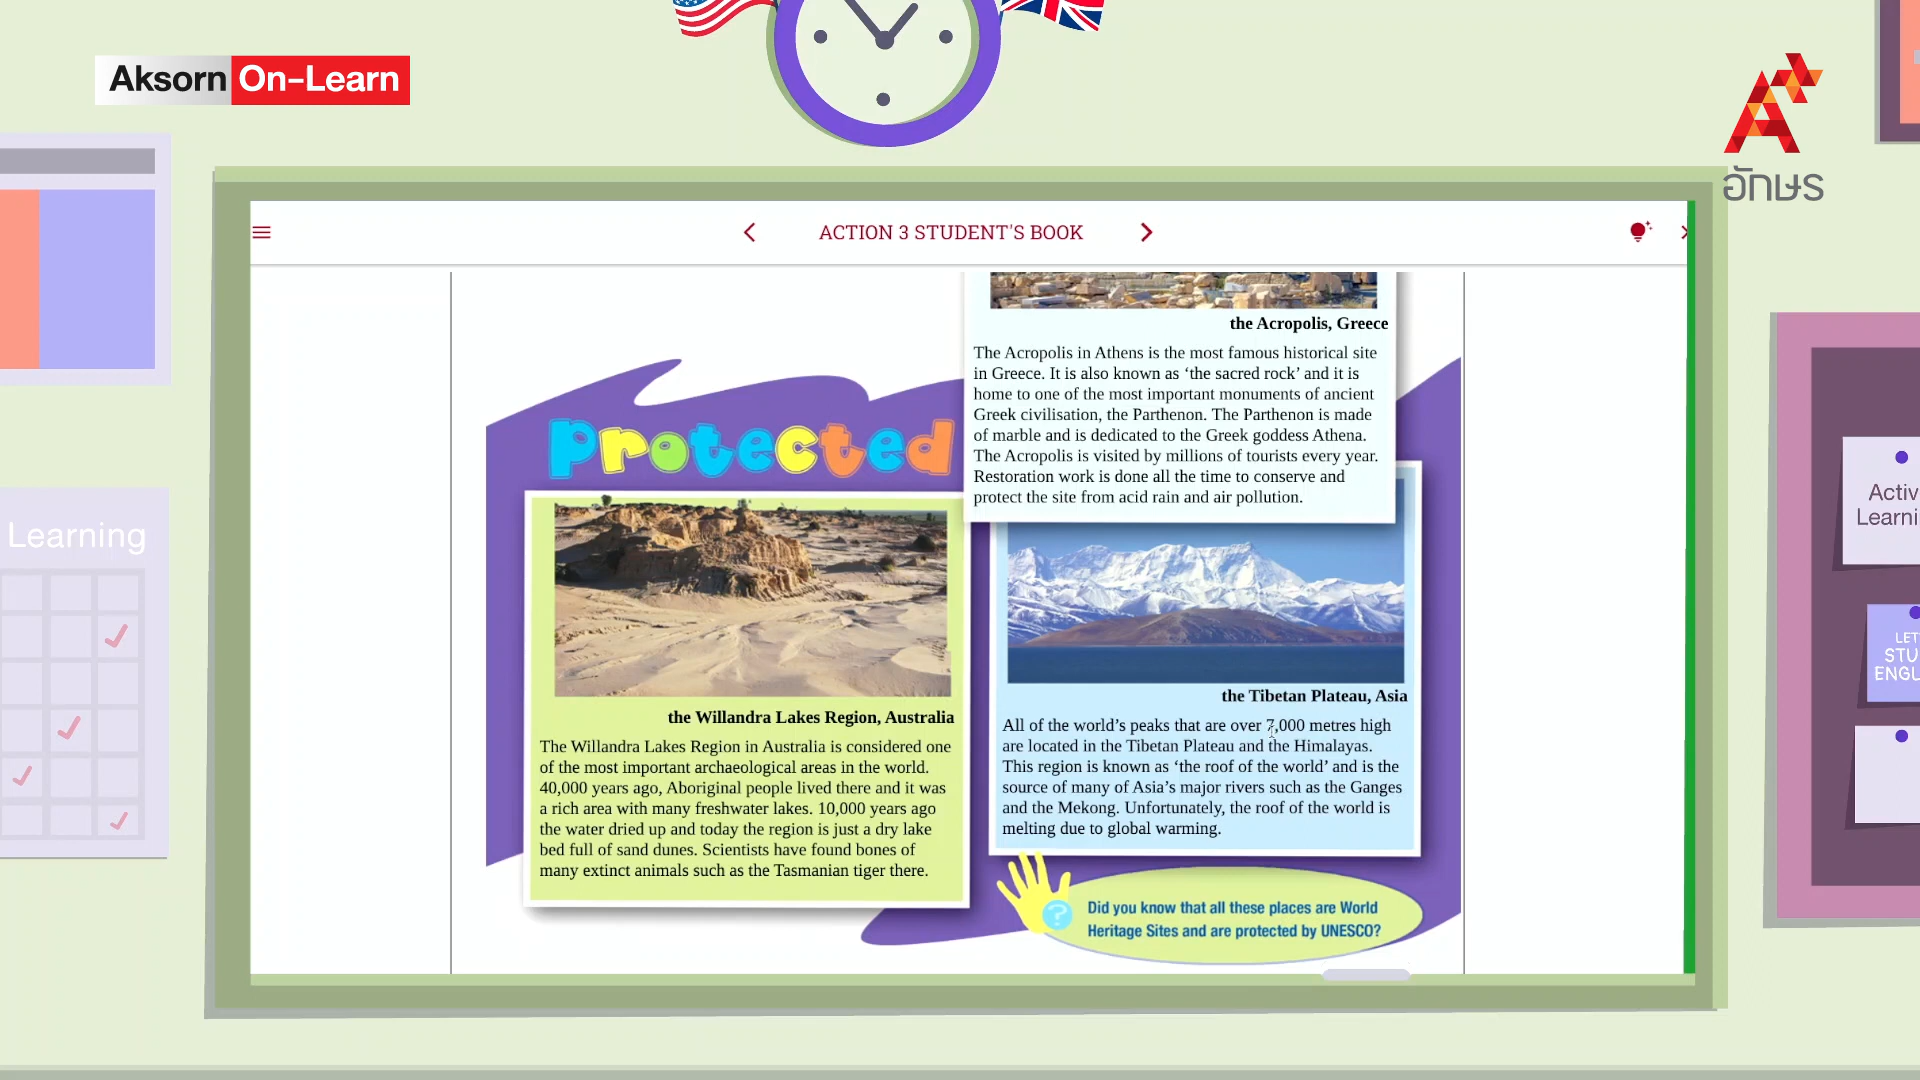 Aksorn On-Learn
อักษร
ACTION 3 STUDENT'S BOOK
the Acropolis, Greece
The Acropolis in Athens is the most famous historical site
in Greece. It is also known as ‘the sacred rock’ and it is
home to one of the most important monuments of ancient
Greek civilisation, the Parthenon. The Parthenon is made
of marble and is dedicated to the Greek goddess Athena.
The Acropolis is visited by millions of tourists every year.
Restoration work is done all the time to conserve and
protect the site from acid rain and air pollution.
protected
the Willandra Lakes Region, Australia
The Willandra Lakes Region in Australia is considered one
of the most important archaeological areas in the world.
40,000 years ago, Aboriginal people lived there and it was
a rich area with many freshwater lakes. 10,000 years ago
the water dried up and today the region is just a dry lake
bed full of sand dunes. Scientists have found bones of
many extinct animals such as the Tasmanian tiger there.
the Tibetan Plateau, Asia
All of the world’s peaks that are over 7,000 metres high
are located in the Tibetan Plateau and the Himalayas.
This region is known as ‘the roof of the world’ and is the
source of many of Asia’s major rivers such as the Ganges
and the Mekong. Unfortunately, the roof of the world is
melting due to global warming.
?
Did you know that all these places are World
Heritage Sites and are protected by UNESCO?
Learning
Activ
Learni
LET
STU
ENGL